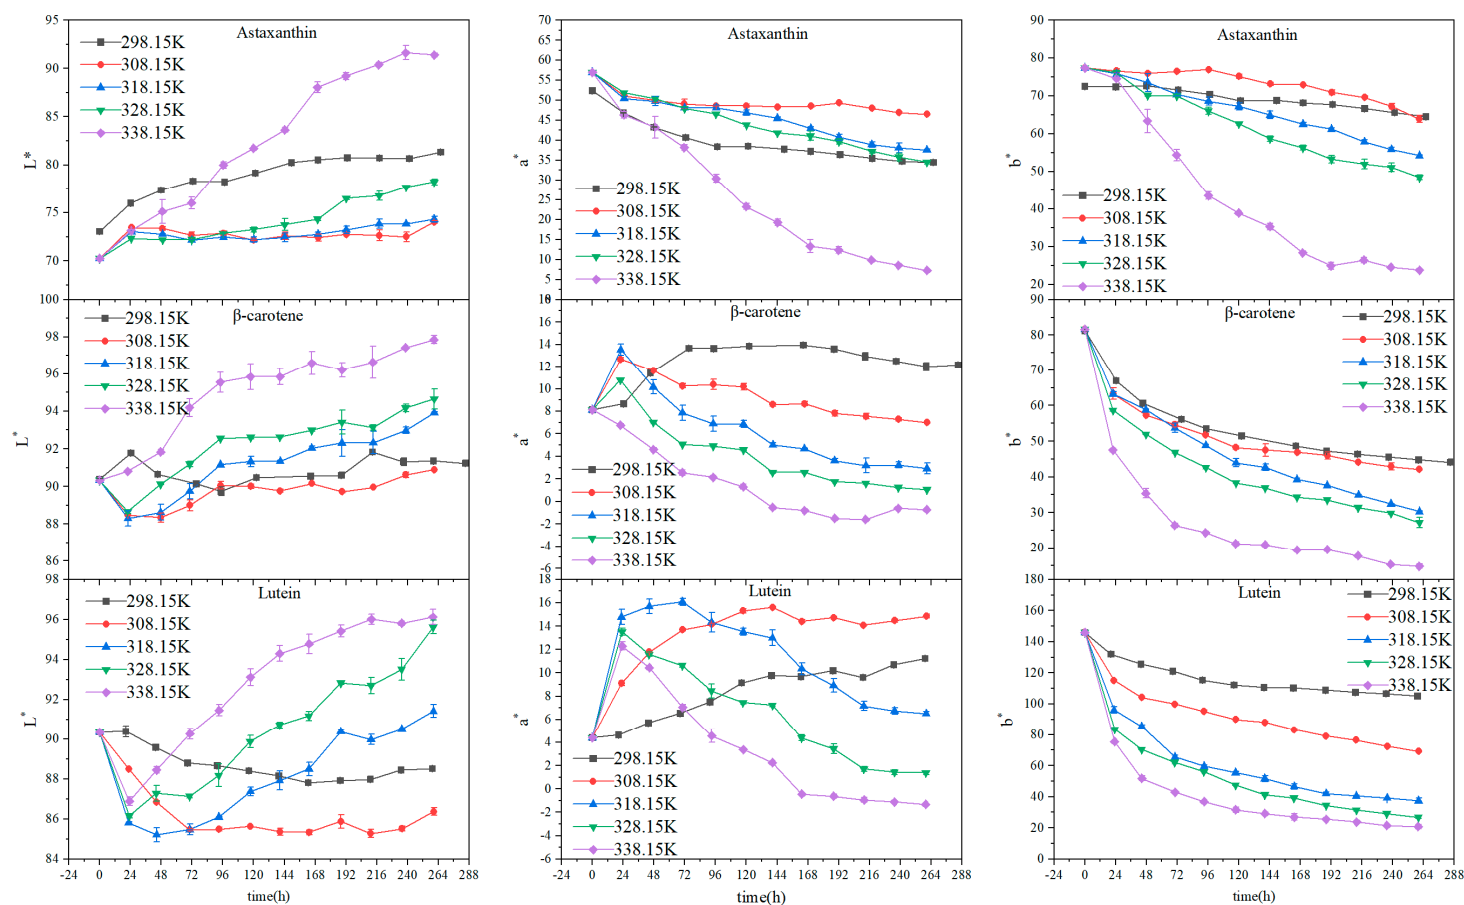 Astaxanthin
L*
95
90
85
80
75
70
298.15K
308.15K
318.15K
328.15K
338.15K
Astaxanthin
a*
70
65
60
55
50
45
40
35
30
25
20
15
10
5
298.15K
308.15K
318.15K
328.15K
338.15K
Astaxanthin
b*
90
80
70
60
50
40
30
20
298.15K
308.15K
318.15K
328.15K
338.15K
β-carotene
L*
100
98
96
94
92
90
88
86
298.15K
308.15K
318.15K
328.15K
338.15K
β-carotene
a*
16
14
12
10
8
6
4
2
0
-2
-4
-6
298.15K
308.15K
318.15K
328.15K
338.15K
β-carotene
b*
90
80
70
60
50
40
30
20
298.15K
308.15K
318.15K
328.15K
338.15K
Lutein
L*
98
96
94
92
90
88
86
84
298.15K
308.15K
318.15K
328.15K
338.15K
-24 0 24 48 72 96 120 144 168 192 216 240 264 288
time(h)
Lutein
a*
18
16
14
12
10
8
6
4
2
0
-2
-4
-6
298.15K
308.15K
318.15K
328.15K
338.15K
-24 0 24 48 72 96 120 144 168 192 216 240 264 288
time(h)
Lutein
b*
180
160
140
120
100
80
60
40
20
0
298.15K
308.15K
318.15K
328.15K
338.15K
-24 0 24 48 72 96 120 144 168 192 216 240 264 288
time(h)